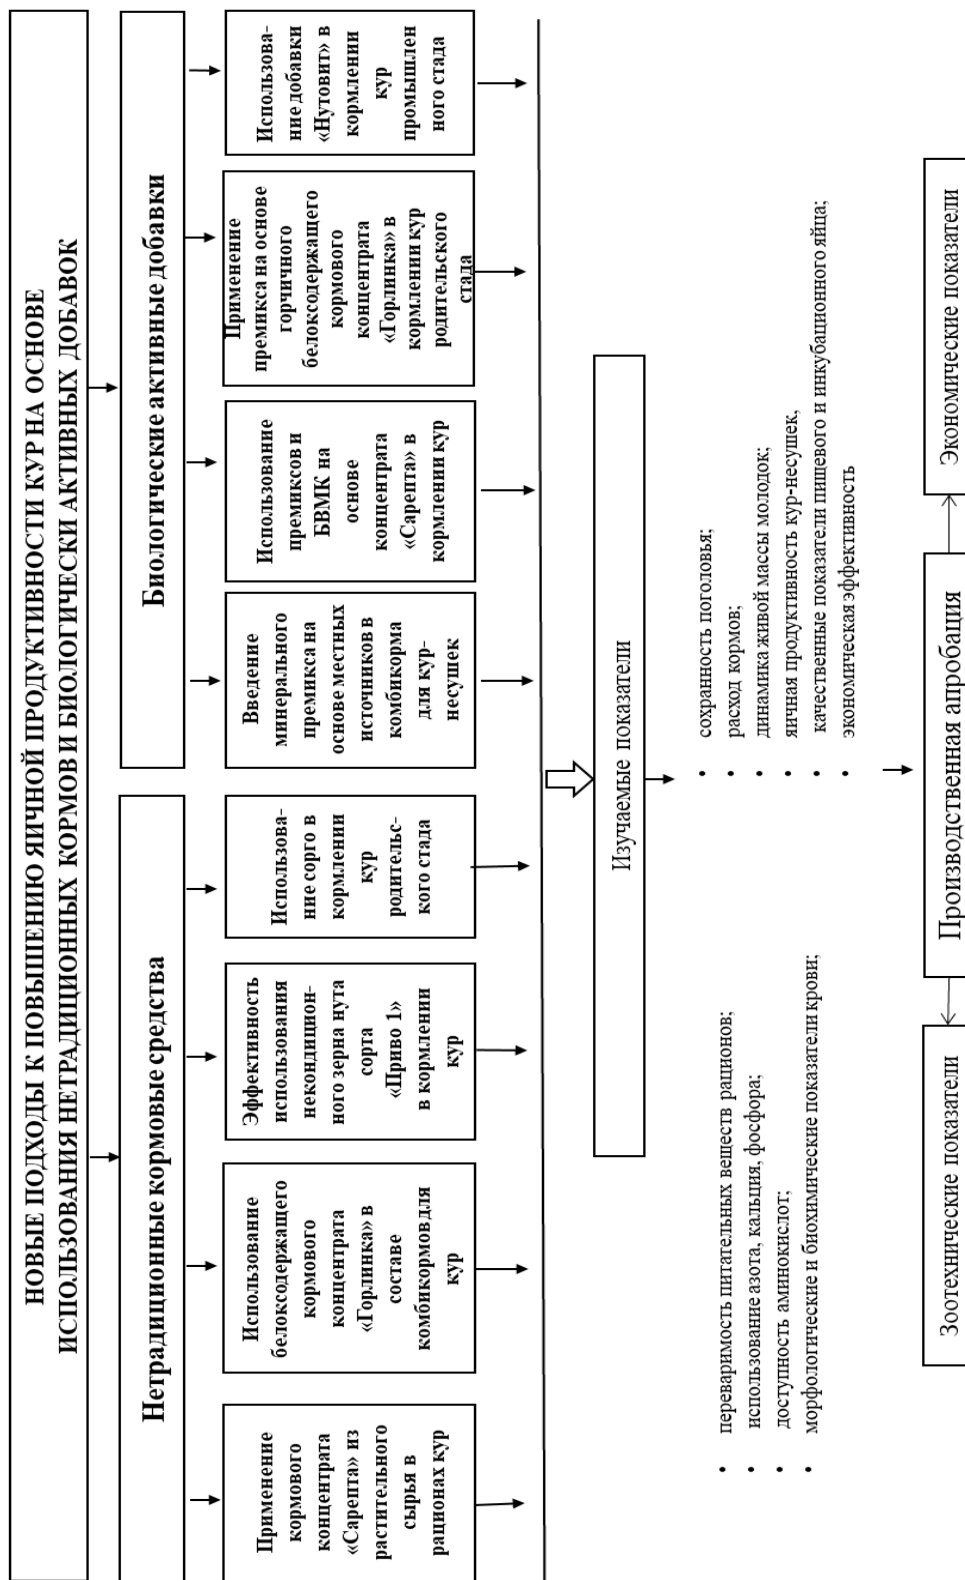 НОВЫЕ ПОДХОДЫ К ПОВЫШЕНИЮ ЯИЧНОЙ ПРОДУКТИВНОСТИ КУР НА ОСНОВЕ
ИСПОЛЬЗОВАНИЯ НЕТРАДИЦИОННЫХ КОРМОВ И БИОЛОГИЧЕСКИ АКТИВНЫХ ДОБАВОК
Нетрадиционные кормовые средства
Биологические активные добавки
Применение
кормового
концентрата
«Сарепта» из
растительного
сырья в
рационах кур
Использование
белоксодержащего
кормового
концентрата
«Горлинка» в
составе
комбикормов для
кур
Эффективность
использования
некондицион-
ного зерна нута
сорта
«Приво 1»
в кормлении
кур
Использова-
ние сорго в
кормлении
кур
родительс-
кого стада
Введение
минерального
премикса на
основе местных
источников в
комбикорма
для кур-
несушек
Использование
премиксов и
БВМК на
основе
концентрата
«Сарепта» в
кормлении кур
Применение
премикса на основе
горчичного
белоксодержащего
кормового
концентрата
«Горлинка» в
кормлении кур
родительского
стада
Использова-
ние добавки
«Нутовит» в
кормлении
кур
промышлен
ного стада
Изучаемые показатели
• переваримость питательных веществ рационов;
• использование азота, кальция, фосфора;
• доступность аминокислот;
• морфологические и биохимические показатели крови;
• сохранность поголовья;
• расход кормов;
• динамика живой массы молодок;
• яичная продуктивность кур-несушек,
• качественные показатели пищевого и инкубационного яйца;
• экономическая эффективность
Зоотехнические показатели
Производственная апробация
Экономические показатели